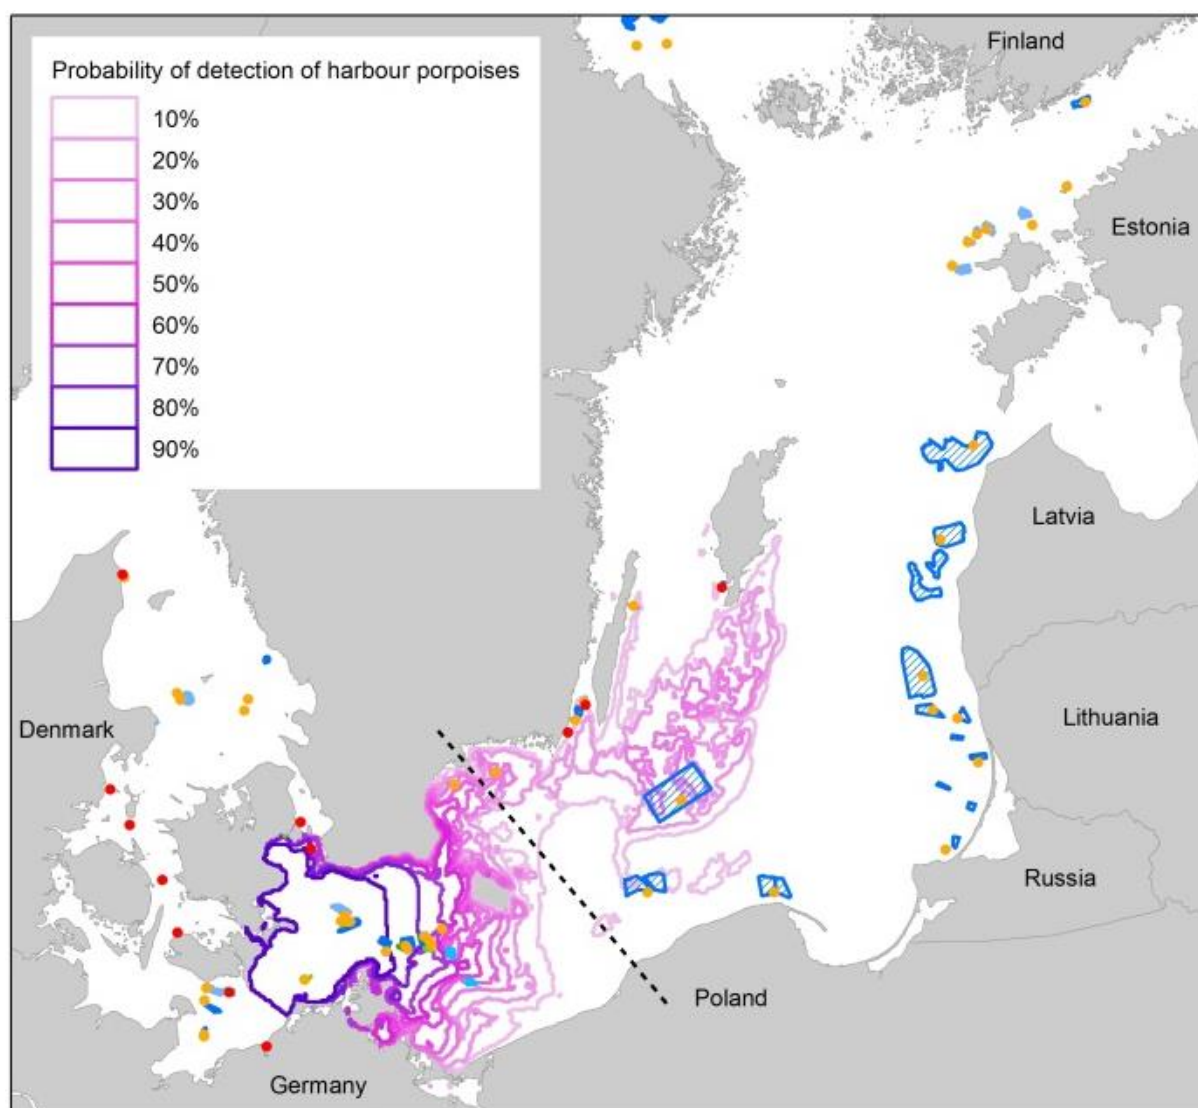 Probability of detection of harbour porpoises
10%
20%
30%
40%
50%
60%
70%
80%
90%
Finland
Estonia
Latvia
Lithuania
Denmark
Russia
Poland
Germany